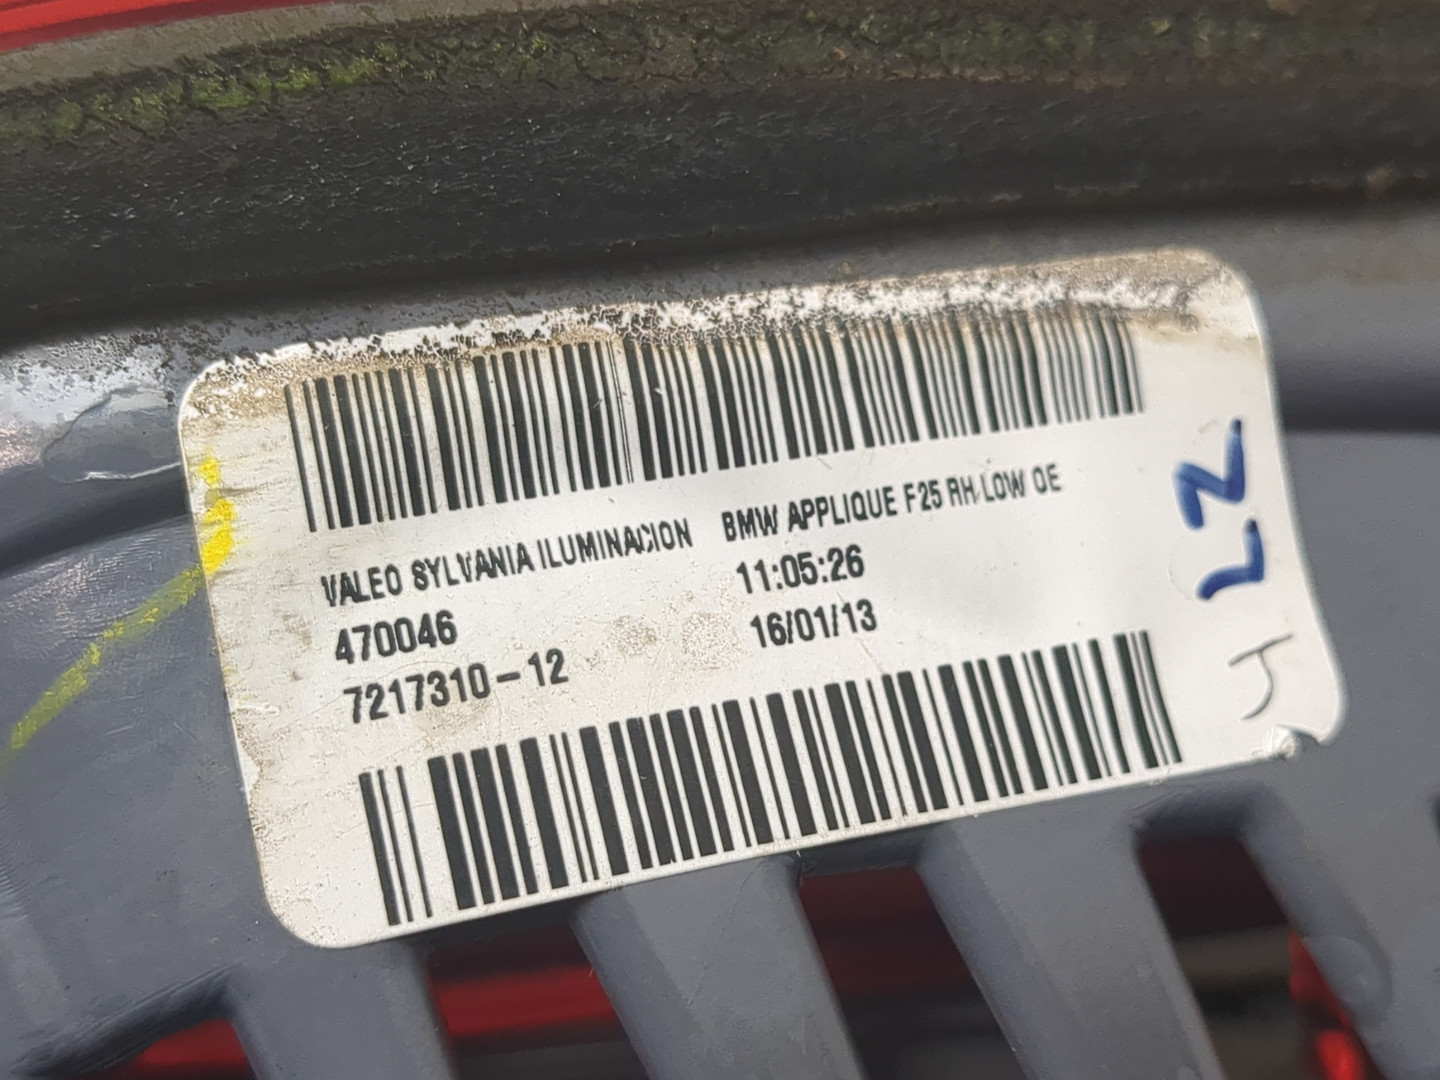 VALEO SYLVANIA ILUMINACION
470046
7217310-12
BMW APPLIQUE F25 RH LOW OE
11:05:26
16/01/13
LZ